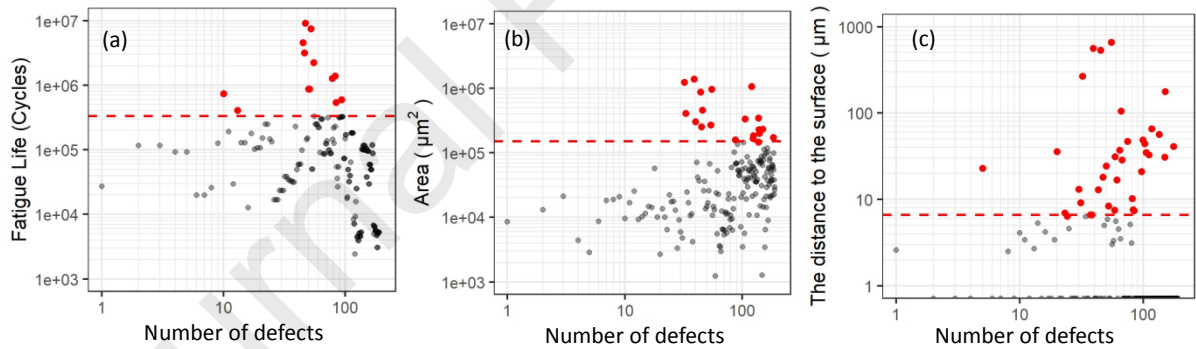 (a)
Fatigue Life (Cycles)
1e+07
1e+06
1e+05
1e+04
1e+03
1
10
100
Number of defects
(b)
Area ( μm²)
1e+07
1e+06
1e+05
1e+04
1e+03
1
10
100
Number of defects
(c)
The distance to the surface ( μm)
1000
100
10
1
1
10
100
Number of defects
urnal P